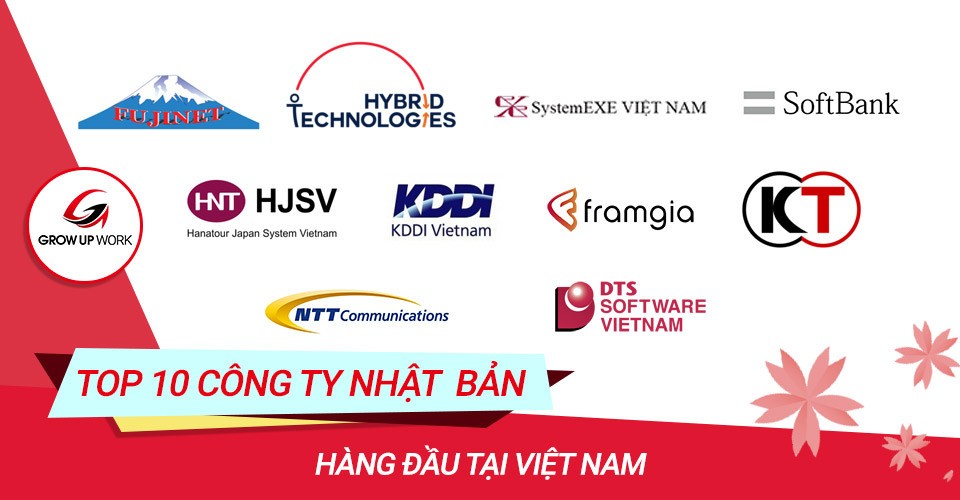 FUJINET
HYBRID
TECHNOLOGIES
SystemEXE VIỆT NAM
SoftBank
GROW UP WORK
HNT HJSV
Hanatour Japan System Vietnam
KDDI
KDDI Vietnam
framgia
KT
NTT Communications
DTS
SOFTWARE
VIETNAM
TOP 10 CÔNG TY NHẬT BẢN
HÀNG ĐẦU TẠI VIỆT NAM